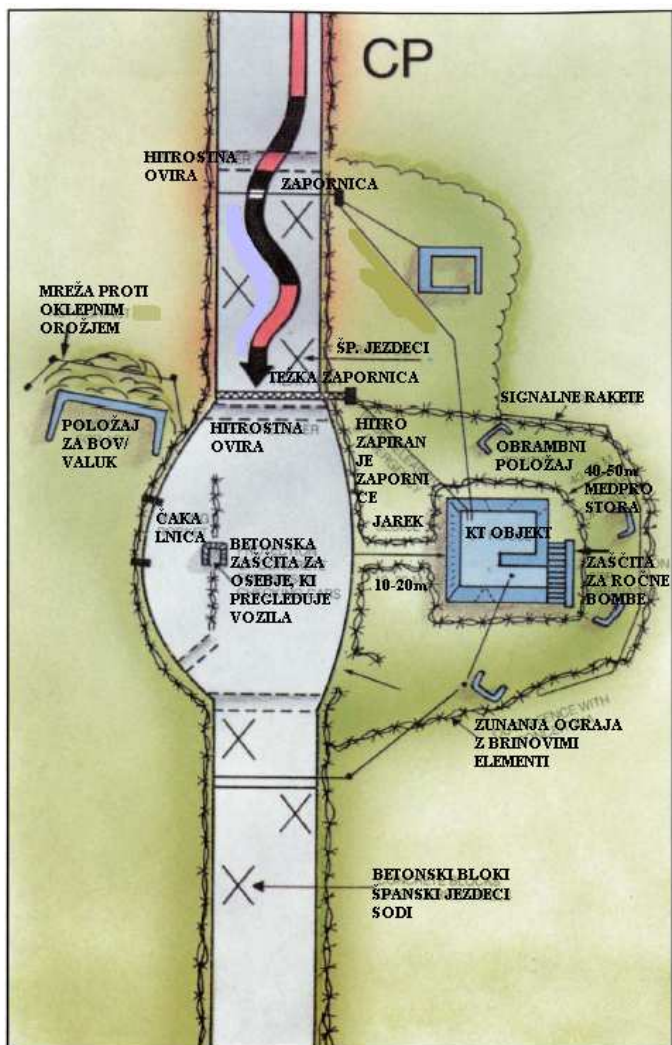 CP
HITROSTNA
OVIRA
ZAPORNICA
MREŽA PROTI
OKLEPNIM
OROŽJEM
ŠP. JEZDECI
TEŽKA ZAPORNICA
SIGNALNE RAKETE
POLOŽAJ
ZA BOV/
VALUK
HITROSTNA
OVIRA
HITRO
ZAPIRAN
JE
ZAPORNI
CE
OBRAMBNI
POLOŽAJ
40-50m
MEDPRO
STORA
ČAKA
LNICA
JAREK
KT OBJEKT
BETONSKA
ZAŠČITA ZA
OSEBJE, KI
PREGLEDUJE
VOZILA
10-20m
ZAŠČITA
ZA ROČNE
BOMBE
ZUNANJA OGRAJA
Z BRINOVIMI
ELEMENTI
BETONSKI BLOKI
ŠPANSKI JEZDECI
SODI